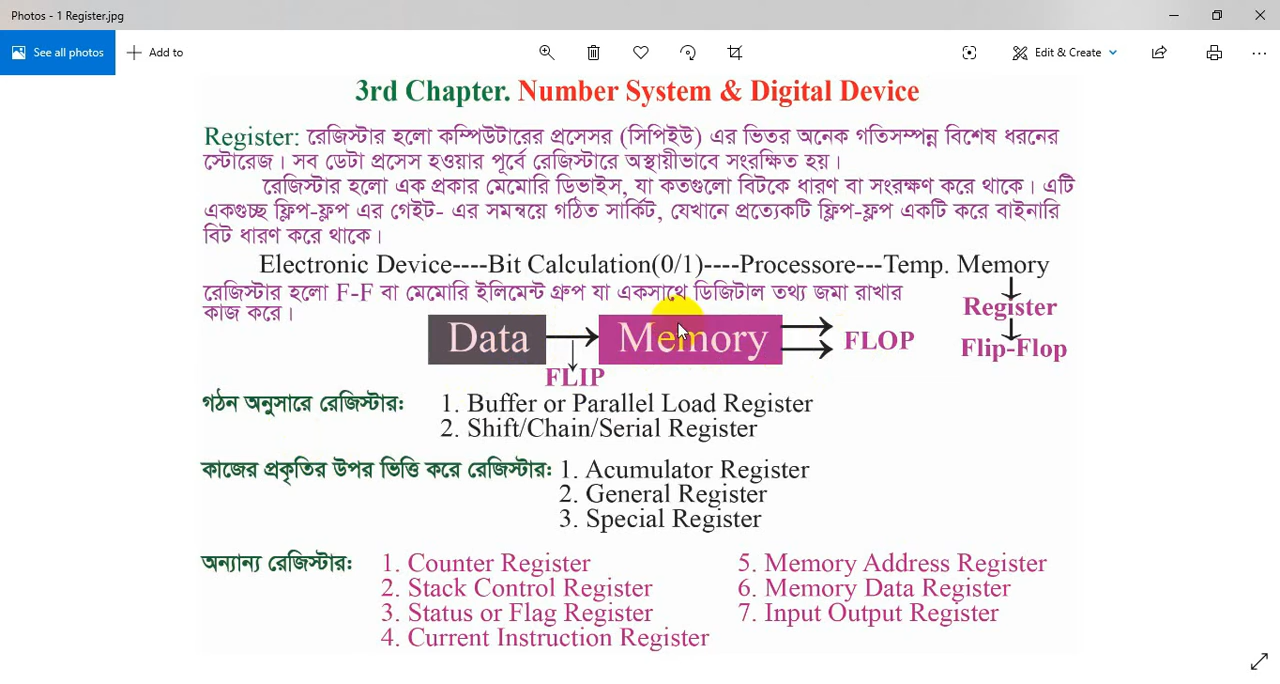 Photos - 1 Register.jpg
See all photos
Add to
Edit & Create
3rd Chapter. Number System & Digital Device
Register: রেজিস্টার হলো কম্পিউটারের প্রসেসর (সিপিইউ) এর ভিতর অনেক গতিসম্পন্ন বিশেষ ধরনের
স্টোরেজ। সব ডেটা প্রসেস হওয়ার পূর্বে রেজিস্টারে অস্থায়ীভাবে সংরক্ষিত হয়।
রেজিস্টার হলো এক প্রকার মেমোরি ডিভাইস, যা কতগুলো বিটকে ধারণ বা সংরক্ষণ করে থাকে। এটি
একগুচ্ছ ফ্লিপ-ফ্লপ এর গেইট- এর সমন্বয়ে গঠিত সার্কিট, যেখানে প্রত্যেকটি ফ্লিপ-ফ্লপ একটি করে বাইনারি
বিট ধারণ করে থাকে।
Electronic Device----Bit Calculation(0/1)----Processore---Temp. Memory
রেজিস্টার হলো F-F বা মেমোরি ইলিমেন্ট গ্রুপ যা একসাথে ডিজিটাল তথ্য জমা রাখার
কাজ করে।
Register
Data
Memory
FLOP
Flip-Flop
FLIP
গঠন অনুসারে রেজিস্টার:
1. Buffer or Parallel Load Register
2. Shift/Chain/Serial Register
কাজের প্রকৃতির উপর ভিত্তি করে রেজিস্টার: 1. Acumulator Register
2. General Register
3. Special Register
অন্যান্য রেজিস্টার:
1. Counter Register
2. Stack Control Register
3. Status or Flag Register
4. Current Instruction Register
5. Memory Address Register
6. Memory Data Register
7. Input Output Register